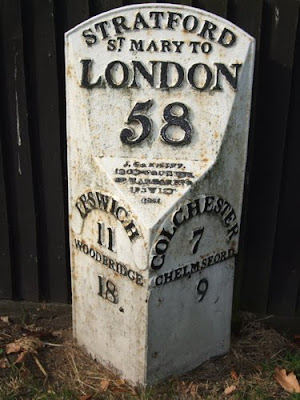 STRATFORD
ST. MARY TO
LONDON
58
IPSWICH
11
WOODBRIDGE
18
COLCHESTER
7
CHELMSFORD
9